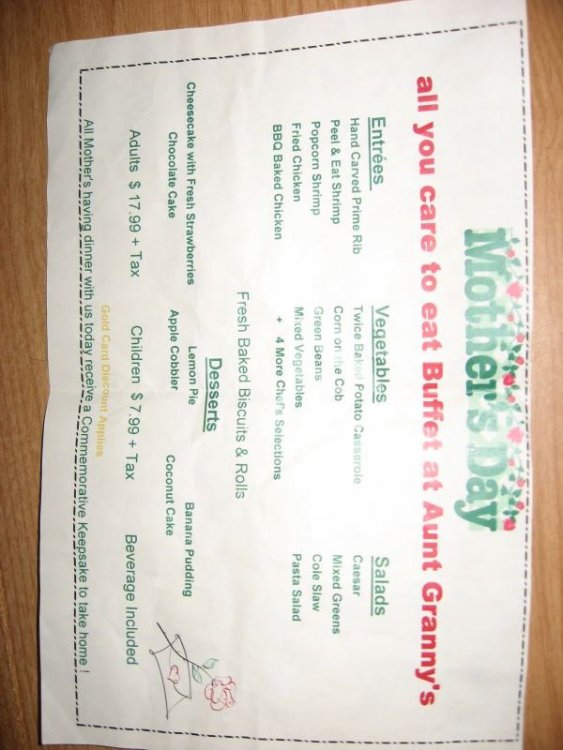 Mother's Day
all you care to eat Buffet at Aunt Granny's
Entrées
Hand Carved Prime Rib
Peel & Eat Shrimp
Popcorn Shrimp
Fried Chicken
BBQ Baked Chicken
Vegetables
Twice Baked Potato Casserole
Corn on the Cob
Green Beans
Mixed Vegetables
+ 4 More Chef's Selections
Salads
Caesar
Mixed Greens
Cole Slaw
Pasta Salad
Fresh Baked Biscuits & Rolls
Desserts
Cheesecake with Fresh Strawberries
Lemon Pie
Banana Pudding
Chocolate Cake
Apple Cobbler
Coconut Cake
Adults $ 17.99 + Tax
Children $ 7.99 + Tax
Beverage Included
Gold Card Discount Applies
All Mother's having dinner with us today receive a Commemorative Keepsake to take home !